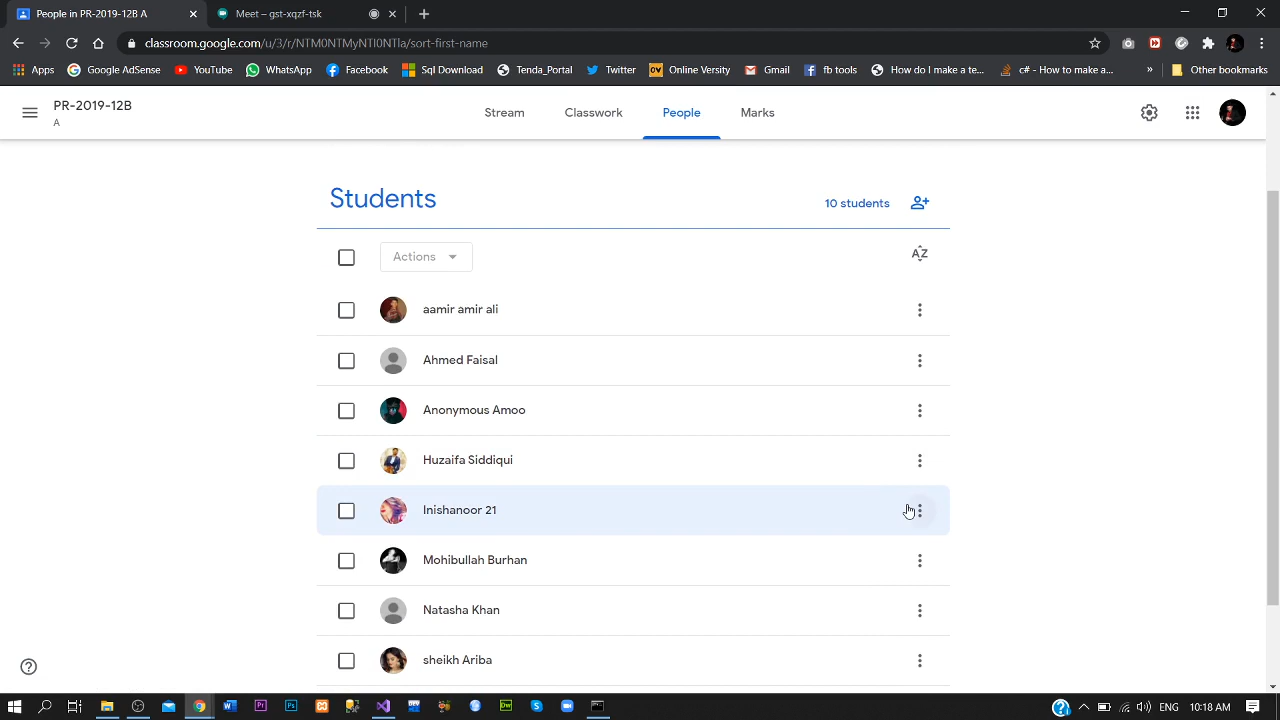 People in PR-2019-12B A
Meet – gst-xqzf-tsk
classroom.google.com/u/3/r/NTM0NTMyNTI0NTla/sort-first-name
Apps
Google AdSense
YouTube
WhatsApp
Facebook
Sql Download
Tenda_Portal
Twitter
Online Versity
Gmail
fb tools
How do I make a te...
c# - How to make a...
»
Other bookmarks
PR-2019-12B
A
Stream
Classwork
People
Marks
Students
10 students
Actions
AZ
aamir amir ali
Ahmed Faisal
Anonymous Amoo
Huzaifa Siddiqui
Inishanoor 21
Mohibullah Burhan
Natasha Khan
sheikh Ariba
ENG
10:18 AM